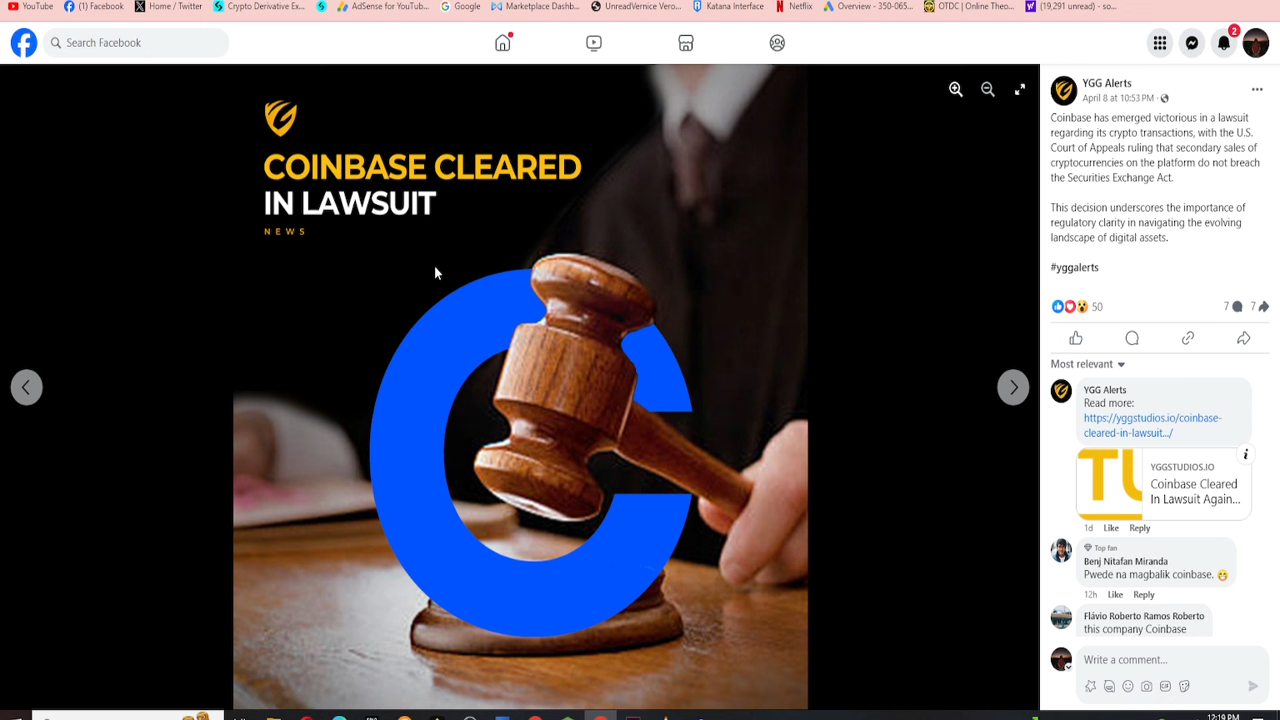 YouTube
(1) Facebook
Home / Twitter
Crypto Derivative Ex...
AdSense for YouTub...
Google
Marketplace Dashb...
UnreadVernice Vero...
Katana Interface
Netflix
Overview - 350-065...
OTDC | Online Theo...
(19,291 unread) - so...
Search Facebook
2
COINBASE CLEARED
IN LAWSUIT
NEWS
YGG Alerts
April 8 at 10:53 PM ·
Coinbase has emerged victorious in a lawsuit
regarding its crypto transactions, with the U.S.
Court of Appeals ruling that secondary sales of
cryptocurrencies on the platform do not breach
the Securities Exchange Act.
This decision underscores the importance of
regulatory clarity in navigating the evolving
landscape of digital assets.
#yggalerts
50
7
7
Most relevant
YGG Alerts
Read more:
https://yggstudios.io/coinbase-
cleared-in-lawsuit.../
YGGSTUDIOS.IO
Coinbase Cleared
In Lawsuit Again...
1d Like Reply
Top fan
Benj Nitafan Miranda
Pwede na magbalik coinbase. 😁
12h Like Reply
Flávio Roberto Ramos Roberto
this company Coinbase
Write a comment...
12:19 PM